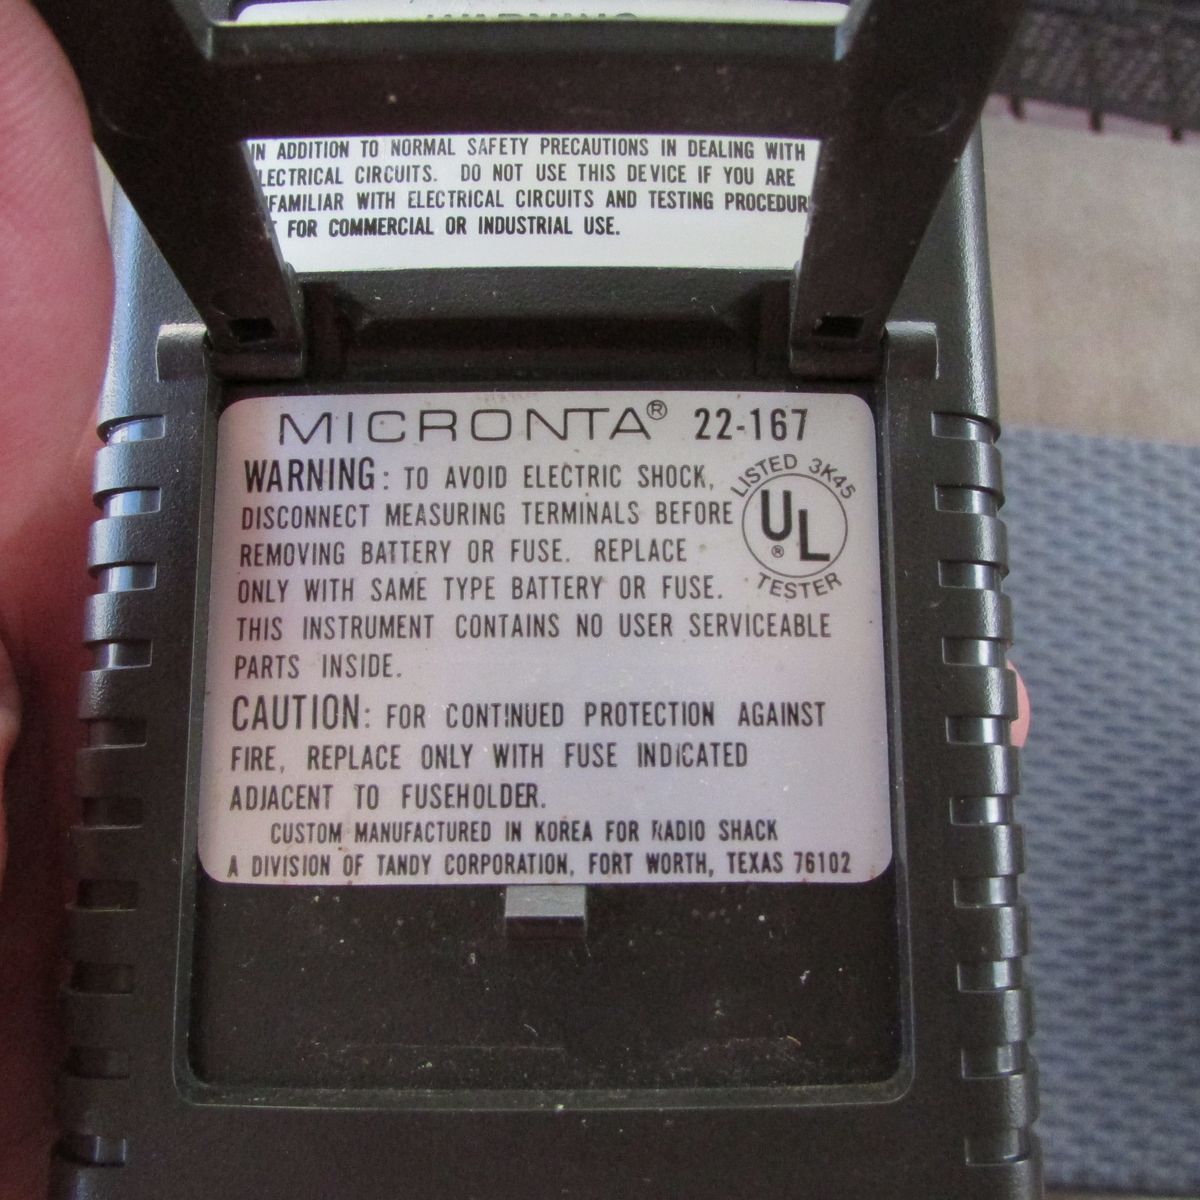 WARNING
IN ADDITION TO NORMAL SAFETY PRECAUTIONS IN DEALING WITH
LECTRICAL CIRCUITS. DO NOT USE THIS DEVICE IF YOU ARE
FAMILIAR WITH ELECTRICAL CIRCUITS AND TESTING PROCEDUR
FOR COMMERCIAL OR INDUSTRIAL USE.
MICRONTA® 22-167
WARNING: TO AVOID ELECTRIC SHOCK,
DISCONNECT MEASURING TERMINALS BEFORE
REMOVING BATTERY OR FUSE. REPLACE
ONLY WITH SAME TYPE BATTERY OR FUSE.
THIS INSTRUMENT CONTAINS NO USER SERVICEABLE
PARTS INSIDE.
LISTED 3K45
UL®
TESTER
CAUTION: FOR CONTINUED PROTECTION AGAINST
FIRE, REPLACE ONLY WITH FUSE INDICATED
ADJACENT TO FUSEHOLDER.
CUSTOM MANUFACTURED IN KOREA FOR RADIO SHACK
A DIVISION OF TANDY CORPORATION, FORT WORTH, TEXAS 76102